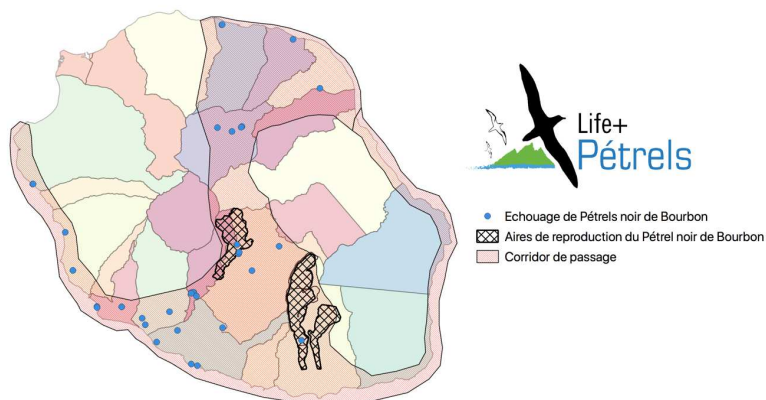 Life+
Pétrels
Echouage de Pétrels noir de Bourbon
Aires de reproduction du Pétrel noir de Bourbon
Corridor de passage